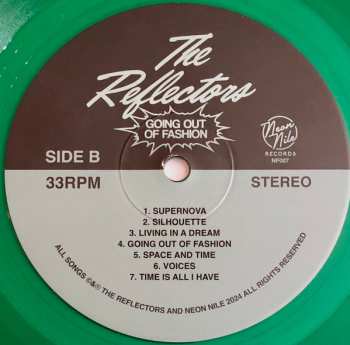 The
Reflectors
GOING OUT
OF FASHION
SIDE B
Neon
Nile
RECORDS
NF007
33RPM
STEREO
1. SUPERNOVA
2. SILHOUETTE
3. LIVING IN A DREAM
4. GOING OUT OF FASHION
5. SPACE AND TIME
6. VOICES
7. TIME IS ALL I HAVE
ALL SONGS ©&℗ THE REFLECTORS AND NEON NILE 2024 ALL RIGHTS RESERVED